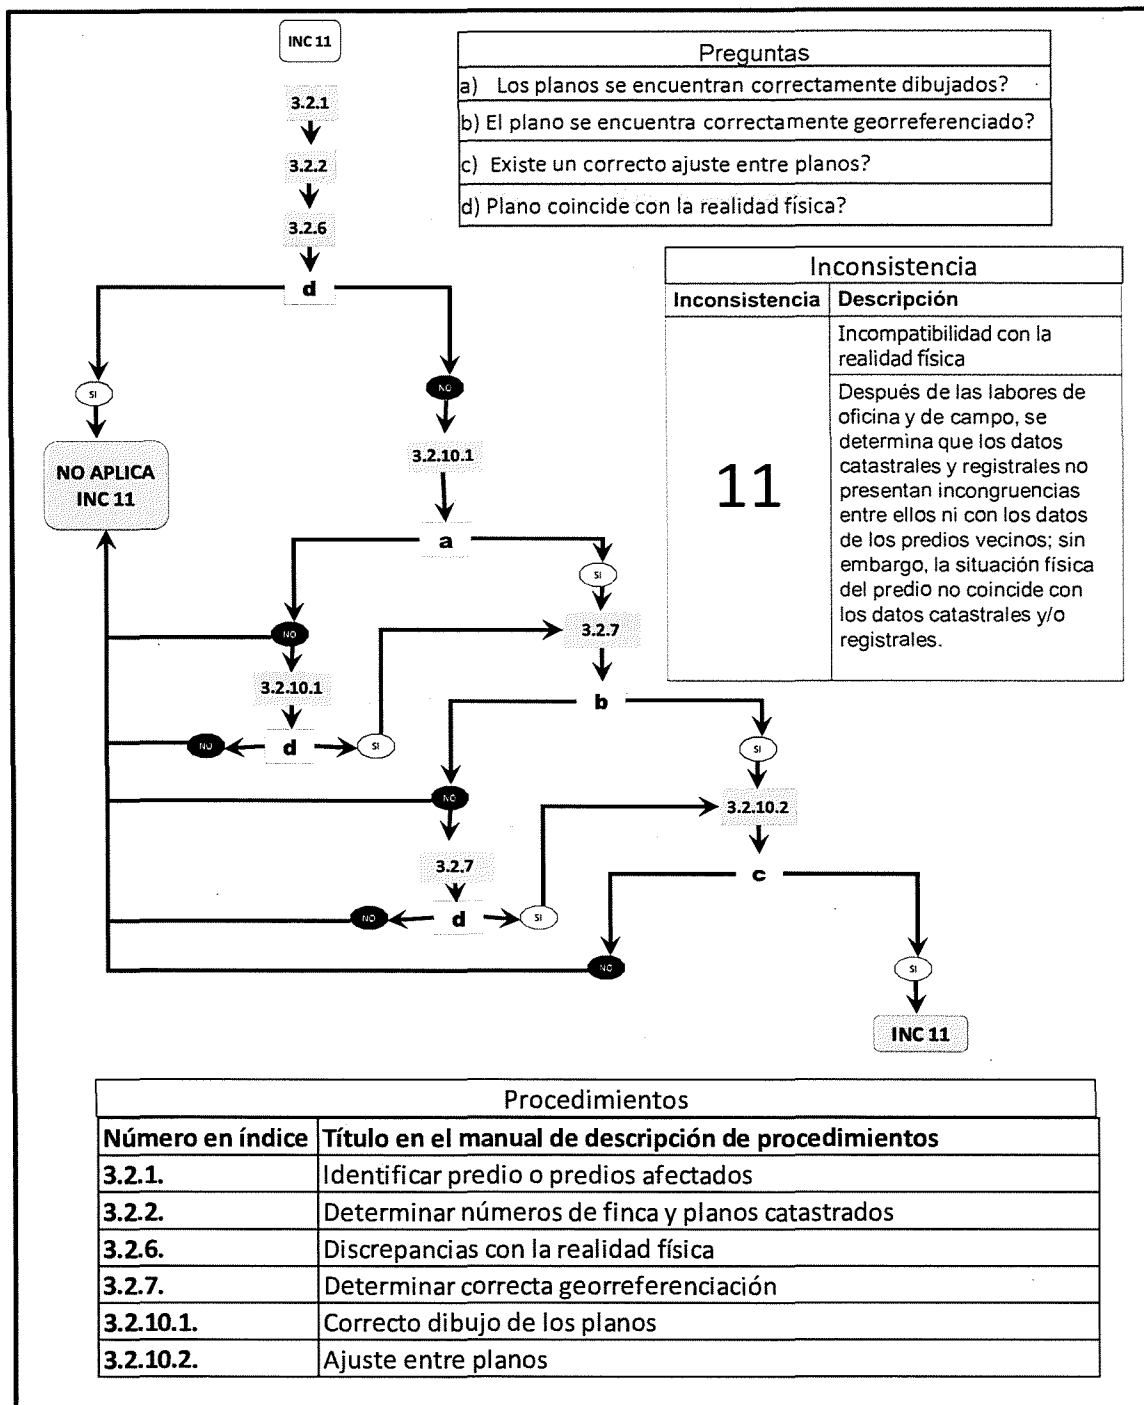 INC 11
3.2.1
3.2.2
3.2.6
d
SI
NO
NO APLICA
INC 11
3.2.10.1
a
NO
SI
3.2.10.1
3.2.7
d
NO
SI
b
NO
SI
3.2.7
3.2.10.2
d
NO
SI
c
NO
SI
INC 11
Preguntas
a) Los planos se encuentran correctamente dibujados?
b) El plano se encuentra correctamente georreferenciado?
c) Existe un correcto ajuste entre planos?
d) Plano coincide con la realidad física?
Inconsistencia
Inconsistencia Descripción
11
Incompatibilidad con la
realidad física
Después de las labores de
oficina y de campo, se
determina que los datos
catastrales y registrales no
presentan incongruencias
entre ellos ni con los datos
de los predios vecinos; sin
embargo, la situación física
del predio no coincide con
los datos catastrales y/o
registrales.
Procedimientos
Número en índice Título en el manual de descripción de procedimientos
3.2.1. Identificar predio o predios afectados
3.2.2. Determinar números de finca y planos catastrados
3.2.6. Discrepancias con la realidad física
3.2.7. Determinar correcta georreferenciación
3.2.10.1. Correcto dibujo de los planos
3.2.10.2. Ajuste entre planos